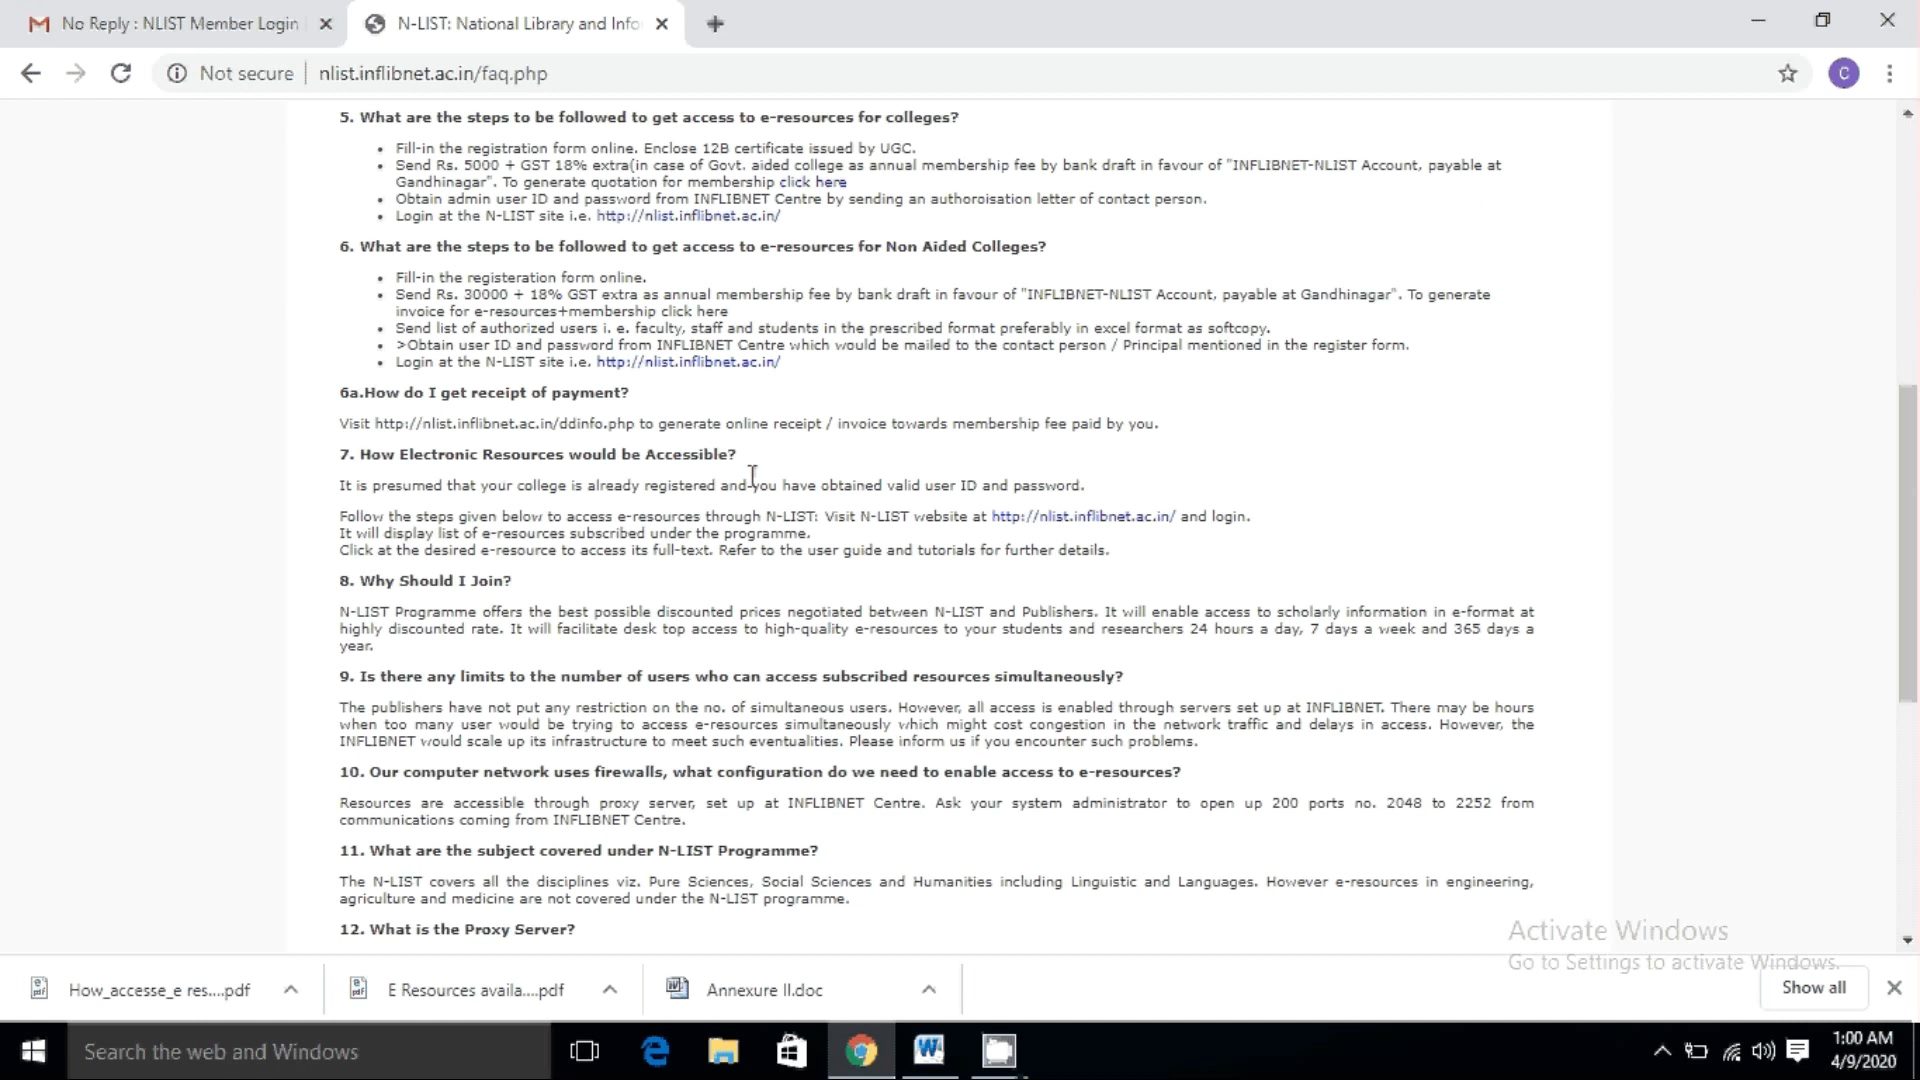 No Reply : NLIST Member Login
N-LIST: National Library and Info
Not secure | nlist.inflibnet.ac.in/faq.php
C
5. What are the steps to be followed to get access to e-resources for colleges?
• Fill-in the registration form online. Enclose 12B certificate issued by UGC.
• Send Rs. 5000 + GST 18% extra(in case of Govt. aided college as annual membership fee by bank draft in favour of "INFLIBNET-NLIST Account, payable at
Gandhinagar". To generate quotation for membership click here
• Obtain admin user ID and password from INFLIBNET Centre by sending an authoroisation letter of contact person.
• Login at the N-LIST site i.e. http://nlist.inflibnet.ac.in/
6. What are the steps to be followed to get access to e-resources for Non Aided Colleges?
• Fill-in the registeration form online.
• Send Rs. 30000 + 18% GST extra as annual membership fee by bank draft in favour of "INFLIBNET-NLIST Account, payable at Gandhinagar". To generate
invoice for e-resources+membership click here
• Send list of authorized users i. e. faculty, staff and students in the prescribed format preferably in excel format as softcopy.
• >Obtain user ID and password from INFLIBNET Centre which would be mailed to the contact person / Principal mentioned in the register form.
• Login at the N-LIST site i.e. http://nlist.inflibnet.ac.in/
6a.How do I get receipt of payment?
Visit http://nlist.inflibnet.ac.in/ddinfo.php to generate online receipt / invoice towards membership fee paid by you.
7. How Electronic Resources would be Accessible?
It is presumed that your college is already registered and you have obtained valid user ID and password.
Follow the steps given below to access e-resources through N-LIST: Visit N-LIST website at http://nlist.inflibnet.ac.in/ and login.
It will display list of e-resources subscribed under the programme.
Click at the desired e-resource to access its full-text. Refer to the user guide and tutorials for further details.
8. Why Should I Join?
N-LIST Programme offers the best possible discounted prices negotiated between N-LIST and Publishers. It will enable access to scholarly information in e-format at
highly discounted rate. It will facilitate desk top access to high-quality e-resources to your students and researchers 24 hours a day, 7 days a week and 365 days a
year.
9. Is there any limits to the number of users who can access subscribed resources simultaneously?
The publishers have not put any restriction on the no. of simultaneous users. However, all access is enabled through servers set up at INFLIBNET. There may be hours
when too many user would be trying to access e-resources simultaneously which might cost congestion in the network traffic and delays in access. However, the
INFLIBNET would scale up its infrastructure to meet such eventualities. Please inform us if you encounter such problems.
10. Our computer network uses firewalls, what configuration do we need to enable access to e-resources?
Resources are accessible through proxy server, set up at INFLIBNET Centre. Ask your system administrator to open up 200 ports no. 2048 to 2252 from
communications coming from INFLIBNET Centre.
11. What are the subject covered under N-LIST Programme?
The N-LIST covers all the disciplines viz. Pure Sciences, Social Sciences and Humanities including Linguistic and Languages. However e-resources in engineering,
agriculture and medicine are not covered under the N-LIST programme.
12. What is the Proxy Server?
Activate Windows
Go to Settings to activate Windows.
How_accesse_e res....pdf
E Resources availa....pdf
Annexure II.doc
Show all
Search the web and Windows
1:00 AM
4/9/2020